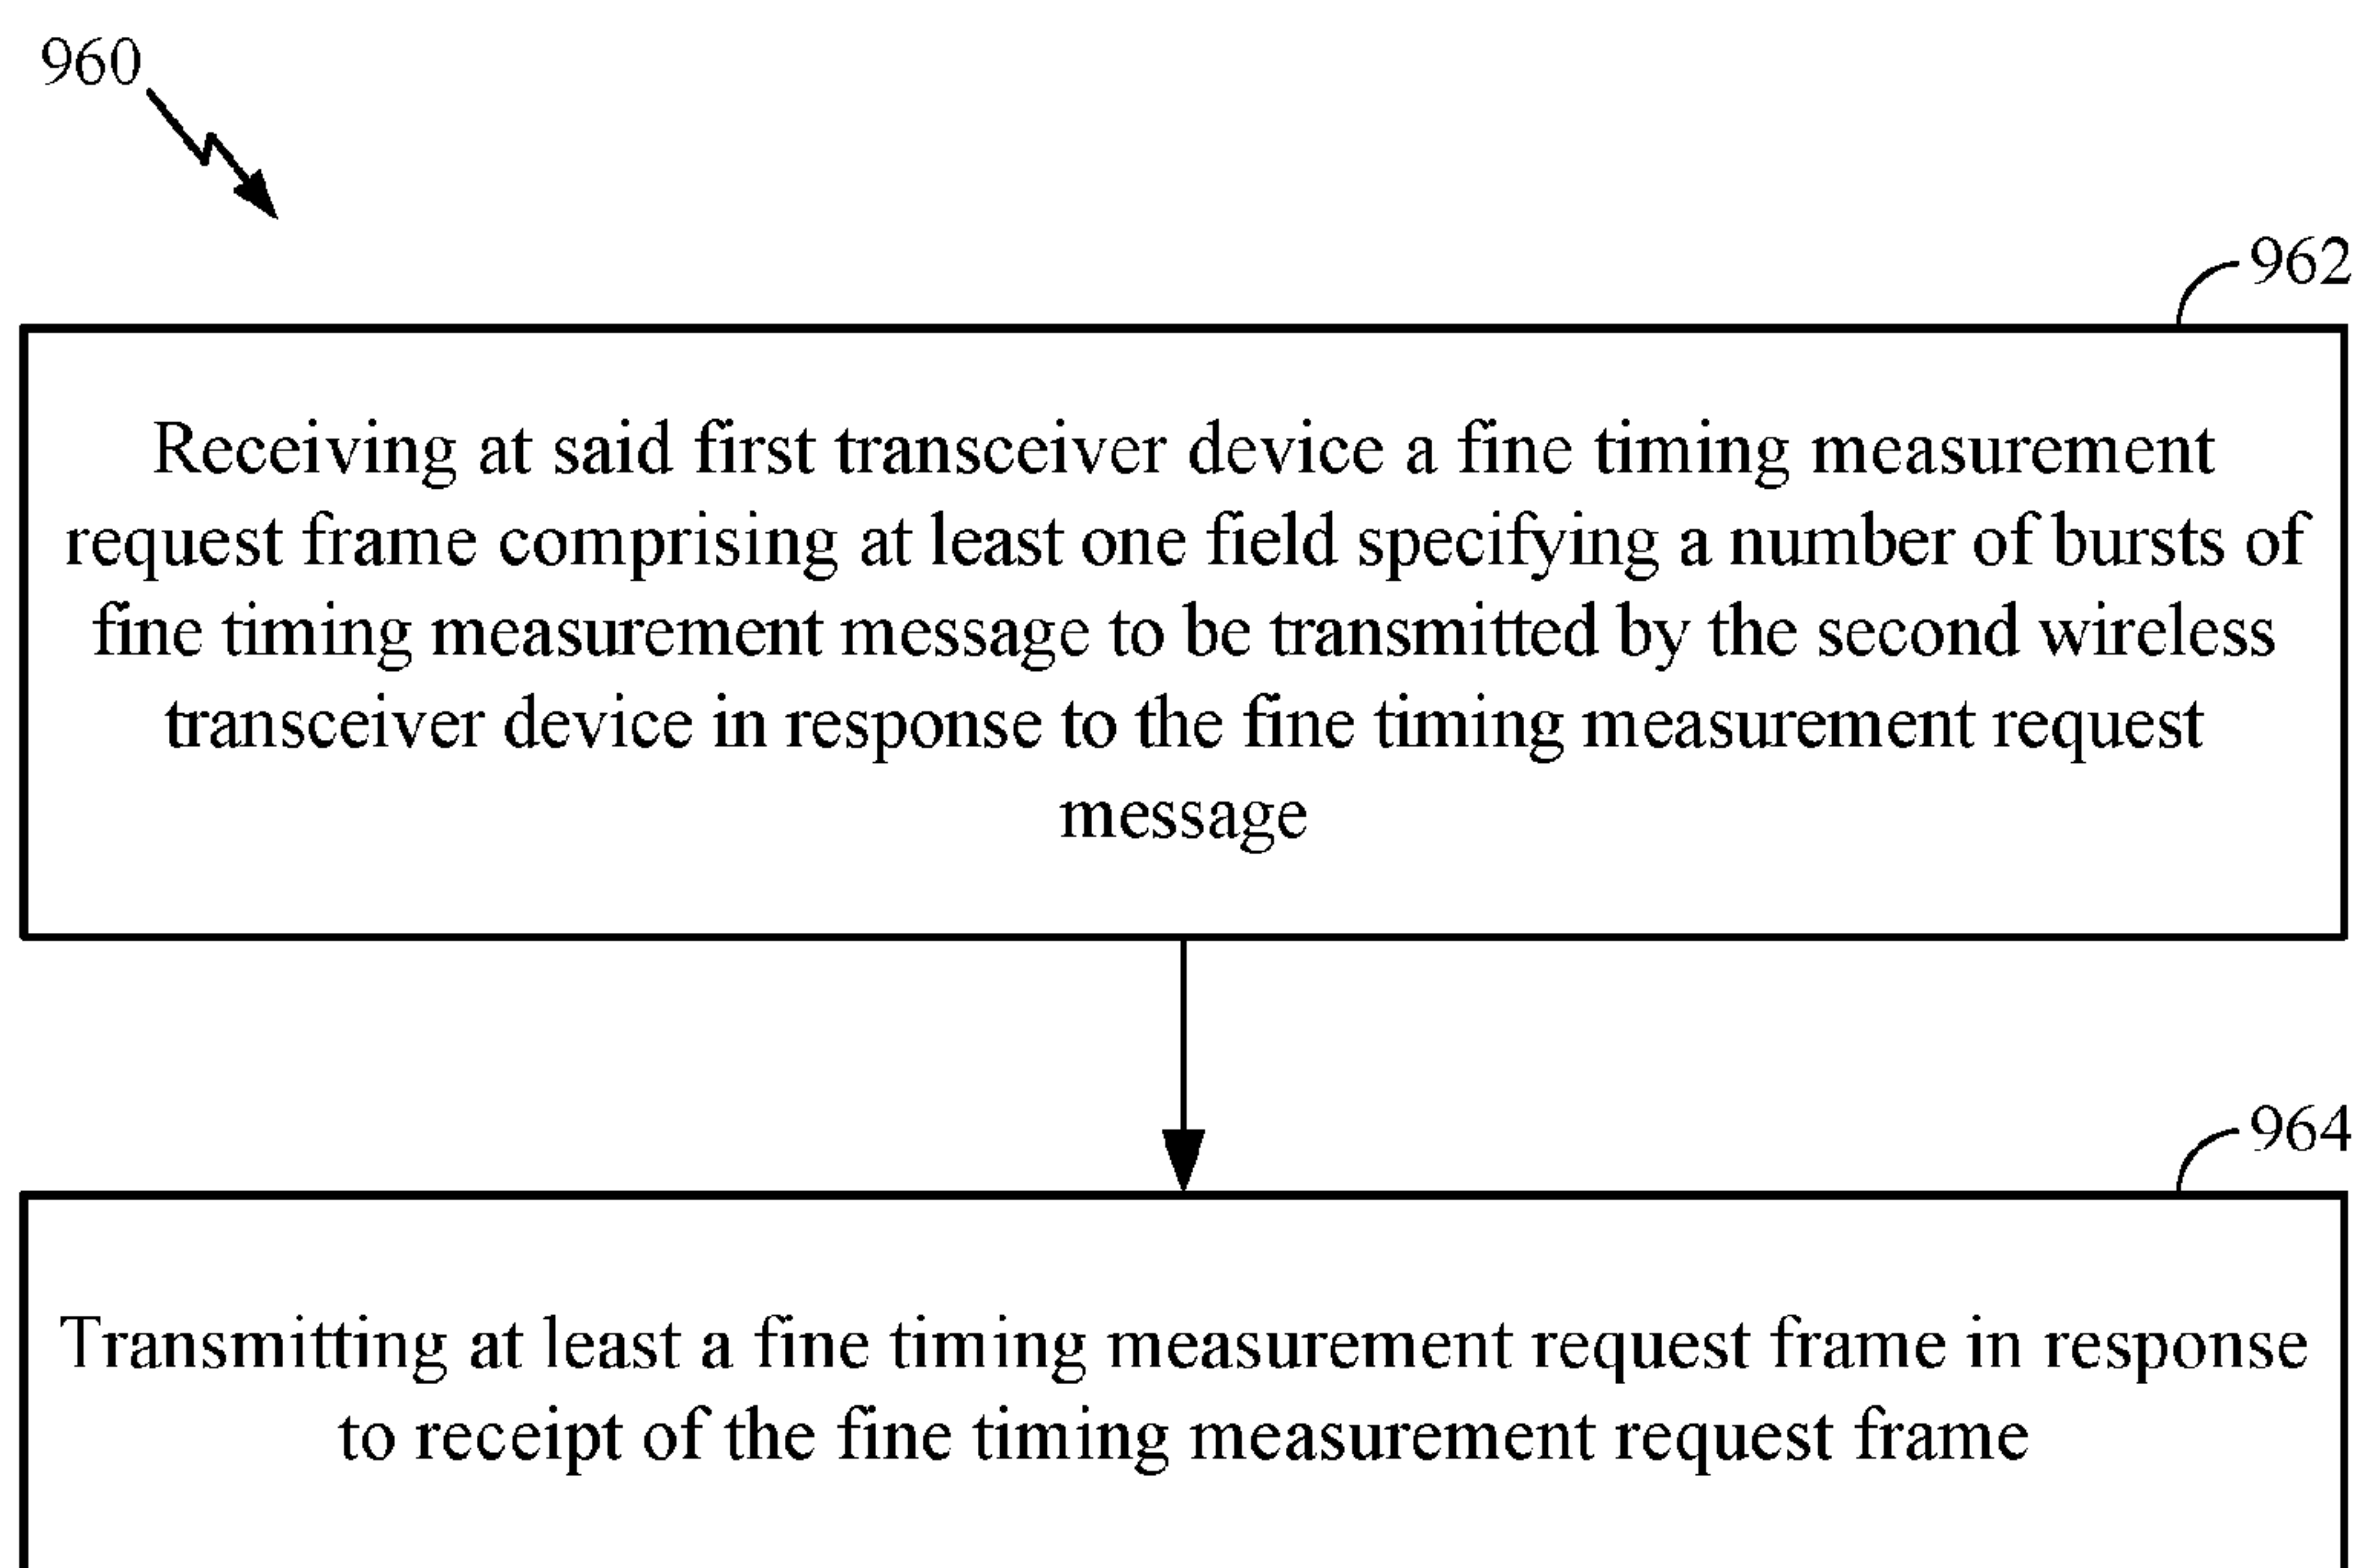 960
962
Receiving at said first transceiver device a fine timing measurement
request frame comprising at least one field specifying a number of bursts of
fine timing measurement message to be transmitted by the second wireless
transceiver device in response to the fine timing measurement request
message
964
Transmitting at least a fine timing measurement request frame in response
to receipt of the fine timing measurement request frame